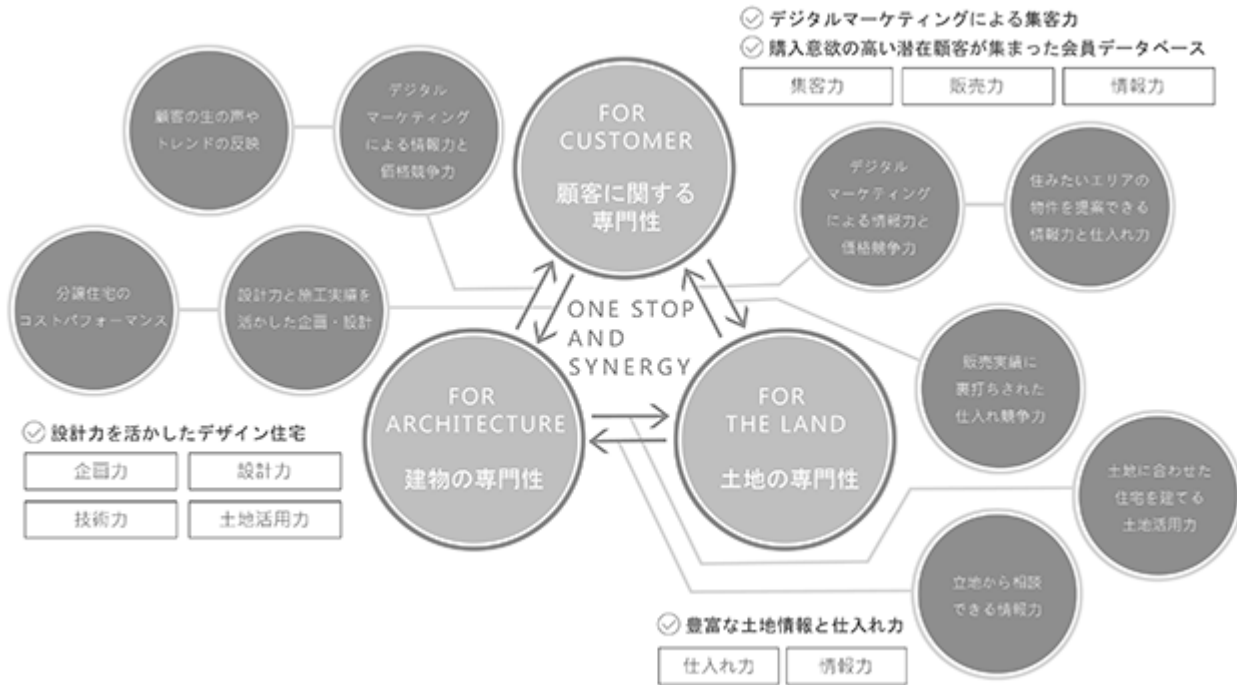 デジタルマーケティングによる集客力
購入意欲の高い潜在顧客が集まった会員データベース
集客力
販売力
情報力
顧客の生の声や
トレンドの反映
デジタル
マーケティング
による情報力と
価格競争力
FOR
CUSTOMER
顧客に関する
専門性
デジタル
マーケティング
による情報力と
価格競争力
住みたいエリアの
物件を提案できる
情報力と仕入れ力
分譲住宅の
コストパフォーマンス
設計力と施工実績を
活かした企画・設計
ONE STOP
AND
SYNERGY
販売実績に
裏打ちされた
仕入れ競争力
FOR
ARCHITECTURE
建物の専門性
FOR
THE LAND
土地の専門性
設計力を活かしたデザイン住宅
企画力
設計力
技術力
土地活用力
土地に合わせた
住宅を建てる
土地活用力
立地から相談
できる情報力
豊富な土地情報と仕入れ力
仕入れ力
情報力